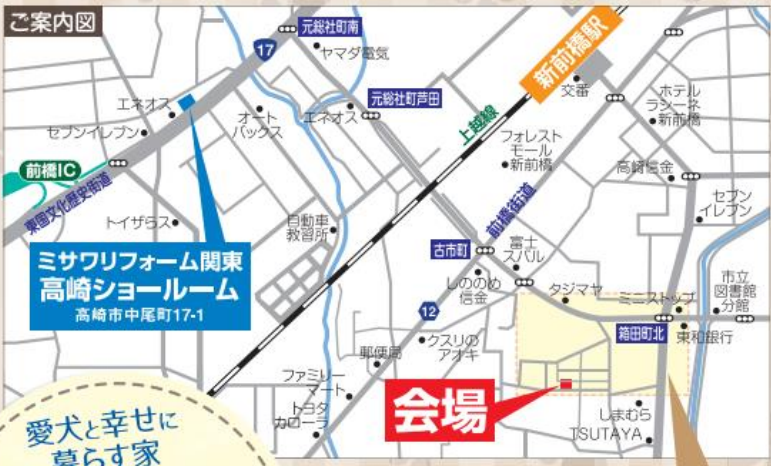 ご案内図
元総社町南
17
ヤマダ電気
新前橋駅
交番
ホテル
ラシーネ
新前橋
エネオス
セブンイレブン
オート
バックス
エネオス
元総社町芦田
上越線
フォレスト
モール
新前橋
高崎信金
前橋IC
東国文化歴史街道
トイザらス
自動車
教習所
前橋街道
セブン
イレブン
ミサワリフォーム関東
高崎ショールーム
高崎市中尾町17-1
古市町
富士
スバル
しののめ
信金
タジマヤ
ミニストップ
市立
図書館
分館
12
箱田町北
東和銀行
クスリの
アオキ
郵便局
ファミリー
マート
トヨタ
カローラ
会場
しまむら
TSUTAYA
愛犬と幸せに
暮らす家